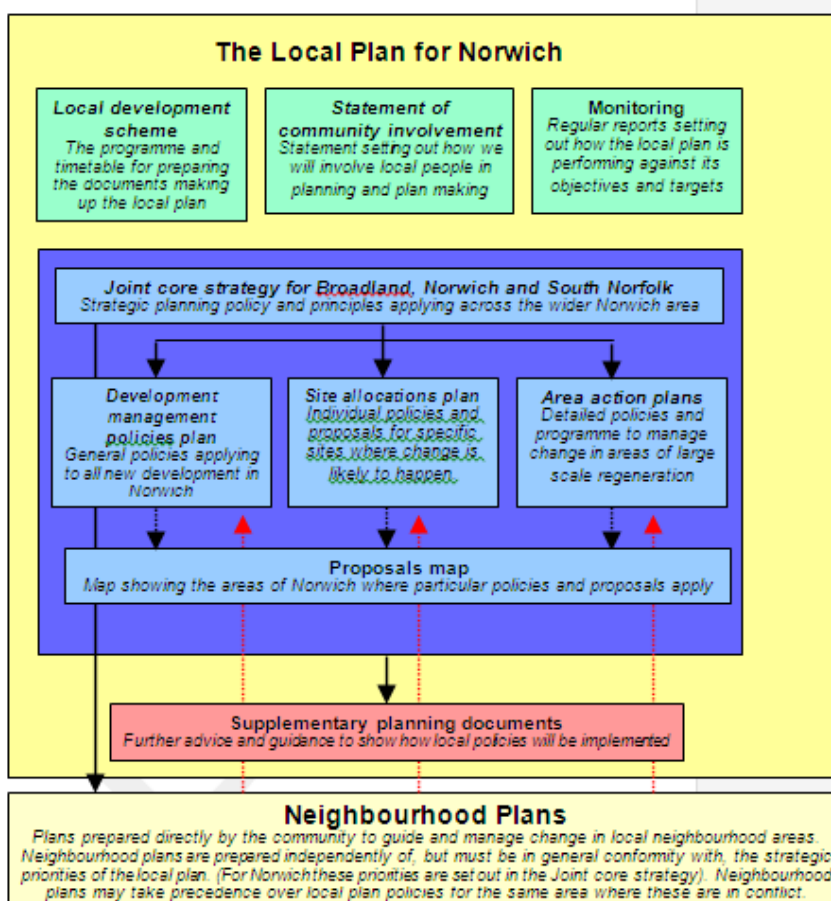 The Local Plan for Norwich
Local development
scheme
The programme and
timetable for preparing
the documents making
up the local plan
Statement of
community involvement
Statement setting out how we
will involve local people in
planning and plan making
Monitoring
Regular reports setting
out how the local plan is
performing against its
objectives and targets
Joint core strategy for Broadland, Norwich and South Norfolk
Strategic planning policy and principles applying across the wider Norwich area
Development
management
policies plan
General policies applying
to all new development in
Norwich
Site allocations plan
Individual policies and
proposals for specific
sites where change is
likely to happen
Area action plans
Detailed policies and
programme to manage
change in areas of large
scale regeneration
Proposals map
Map showing the areas of Norwich where particular policies and proposals apply
Supplementary planning documents
Further advice and guidance to show how local policies will be implemented
Neighbourhood Plans
Plans prepared directly by the community to guide and manage change in local neighbourhood areas.
Neighbourhood plans are prepared independently of, but must be in general conformity with, the strategic
priorities of the local plan. (For Norwich these priorities are set out in the Joint core strategy). Neighbourhood
plans may take precedence over local plan policies for the same area where these are in conflict.